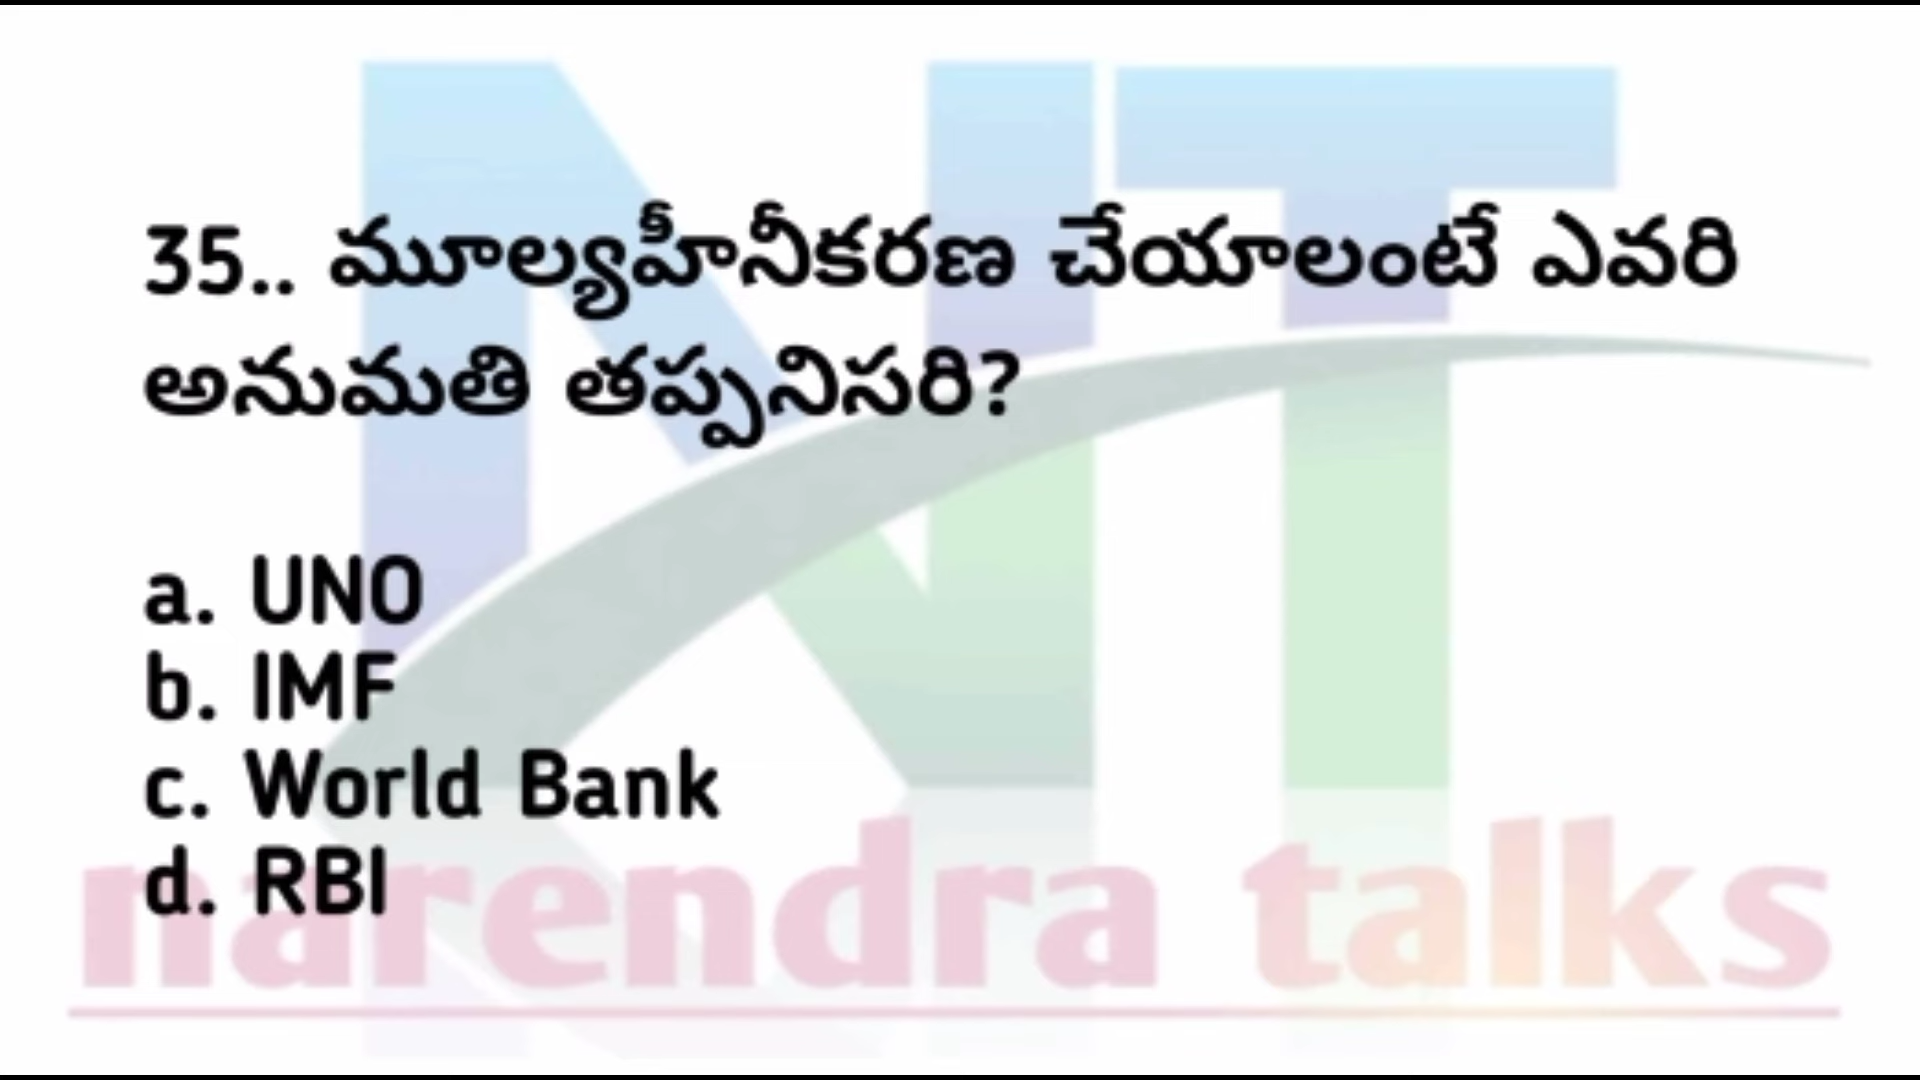 35.. మూల్యహీనీకరణ చేయాలంటే ఎవరి
అనుమతి తప్పనిసరి?
a. UNO
b. IMF
c. World Bank
d. RBI
NT
narendra talks